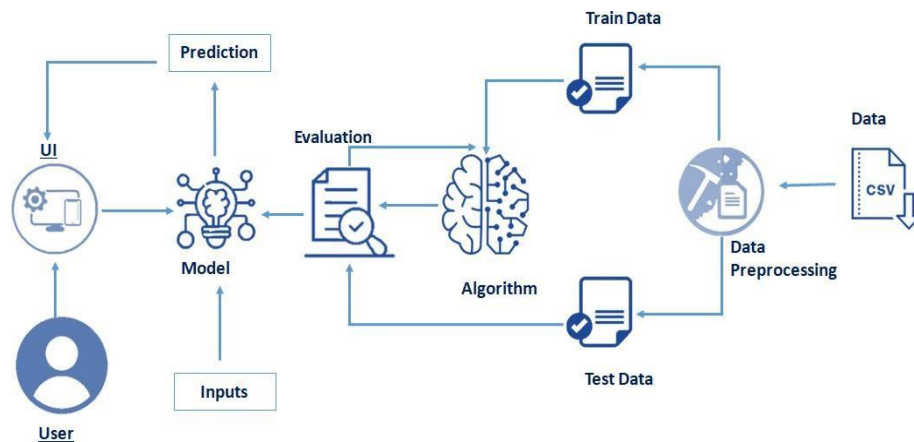 Train Data
Prediction
Evaluation
Data
UI
CSV
Data
Preprocessing
Model
Algorithm
Inputs
Test Data
User